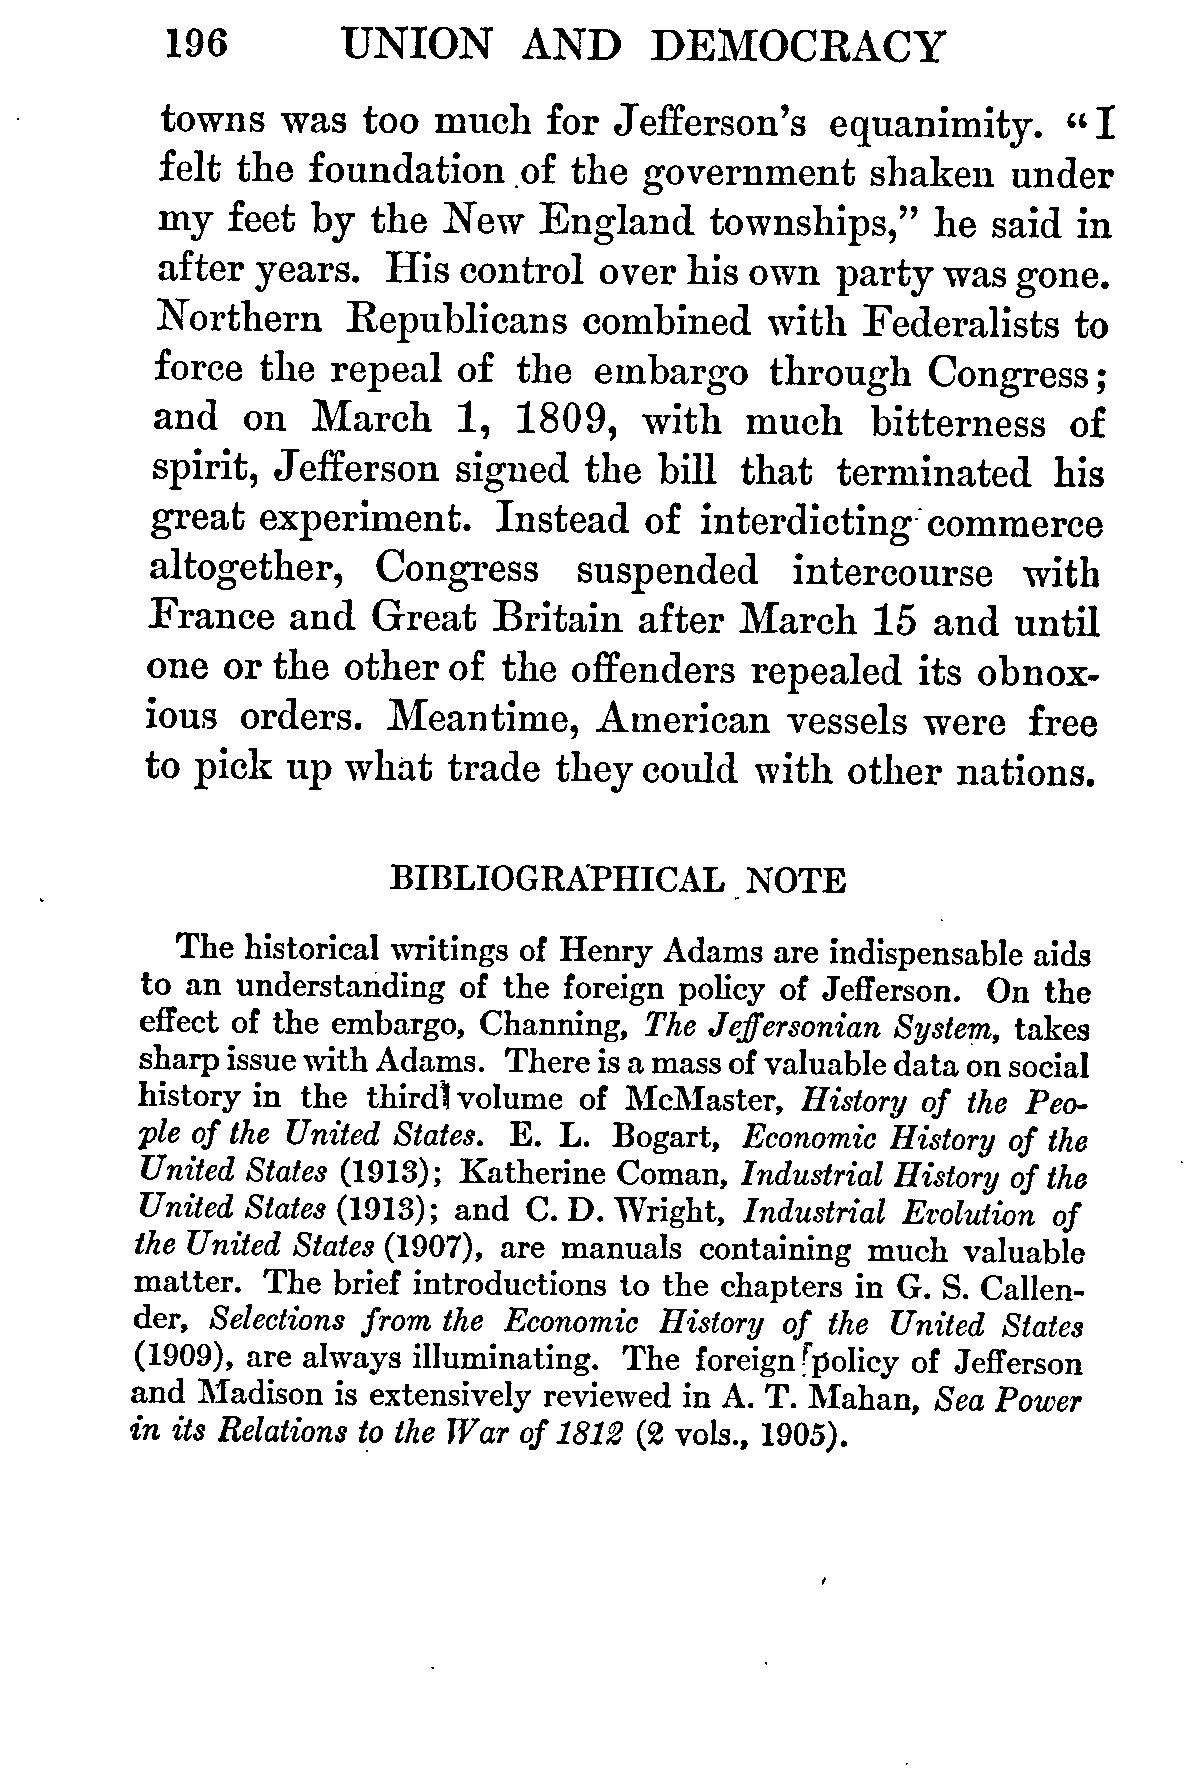 196 UNION AND DEMOCRACY
towns was too much for Jefferson's equanimity. “I
felt the foundation of the government shaken under
my feet by the New England townships,” he said in
after years. His control over his own party was gone.
Northern Republicans combined with Federalists to
force the repeal of the embargo through Congress;
and on March 1, 1809, with much bitterness of
spirit, Jefferson signed the bill that terminated his
great experiment. Instead of interdicting commerce
altogether, Congress suspended intercourse with
France and Great Britain after March 15 and until
one or the other of the offenders repealed its obnox-
ious orders. Meantime, American vessels were free
to pick up what trade they could with other nations.
BIBLIOGRAPHICAL NOTE
The historical writings of Henry Adams are indispensable aids
to an understanding of the foreign policy of Jefferson. On the
effect of the embargo, Channing, The Jeffersonian System, takes
sharp issue with Adams. There is a mass of valuable data on social
history in the third volume of McMaster, History of the Peo-
ple of the United States. E. L. Bogart, Economic History of the
United States (1913); Katherine Coman, Industrial History of the
United States (1913); and C. D. Wright, Industrial Evolution of
the United States (1907), are manuals containing much valuable
matter. The brief introductions to the chapters in G. S. Callen-
der, Selections from the Economic History of the United States
(1909), are always illuminating. The foreign policy of Jefferson
and Madison is extensively reviewed in A. T. Mahan, Sea Power
in its Relations to the War of 1812 (2 vols., 1905).